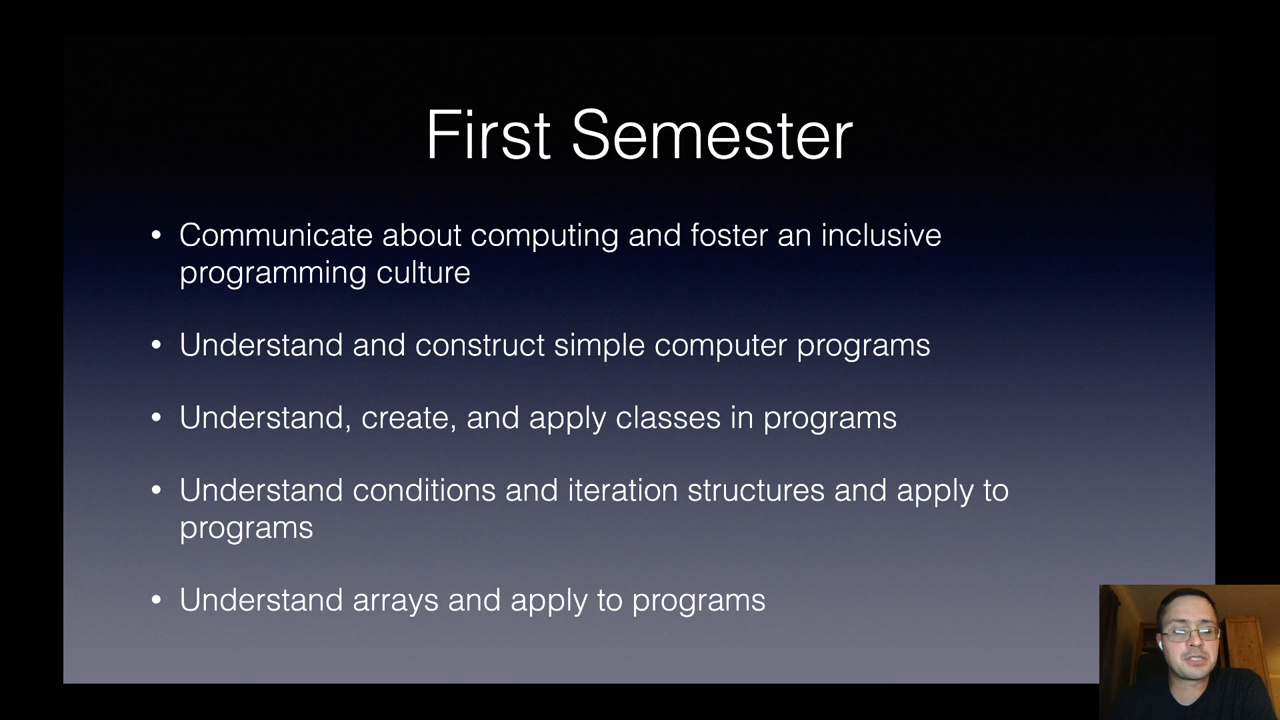 First Semester
• Communicate about computing and foster an inclusive
programming culture
• Understand and construct simple computer programs
• Understand, create, and apply classes in programs
• Understand conditions and iteration structures and apply to
programs
• Understand arrays and apply to programs